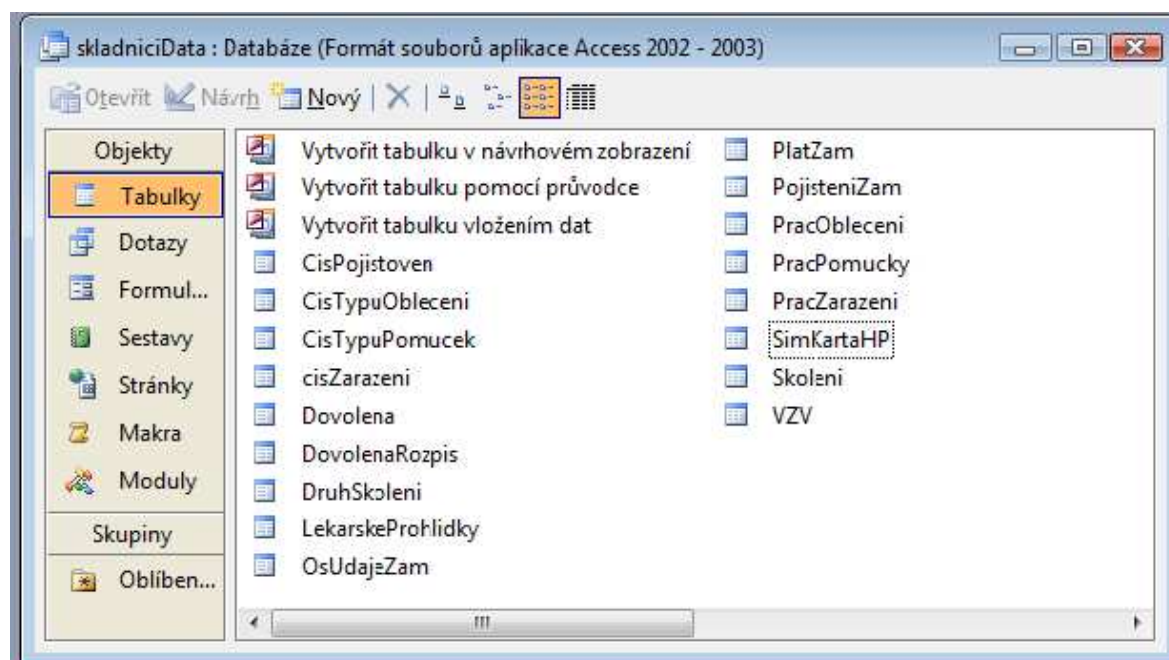 skladniciData : Databáze (Formát souborů aplikace Access 2002 - 2003)
Otevřít Návrh Nový
Objekty
Tabulky
Dotazy
Formul...
Sestavy
Stránky
Makra
Moduly
Skupiny
Oblíben...
Vytvořit tabulku v návrhovém zobrazení
Vytvořit tabulku pomocí průvodce
Vytvořit tabulku vložením dat
CisPojistoven
CisTypuObleceni
CisTypuPomucek
cisZarazeni
Dovolena
DovolenaRozpis
DruhSkoleni
LekarskeProhlidky
OsUdajeZam
PlatZam
PojisteniZam
PracObleceni
PracPomucky
PracZarazeni
SimKartaHP
Skoleni
VZV